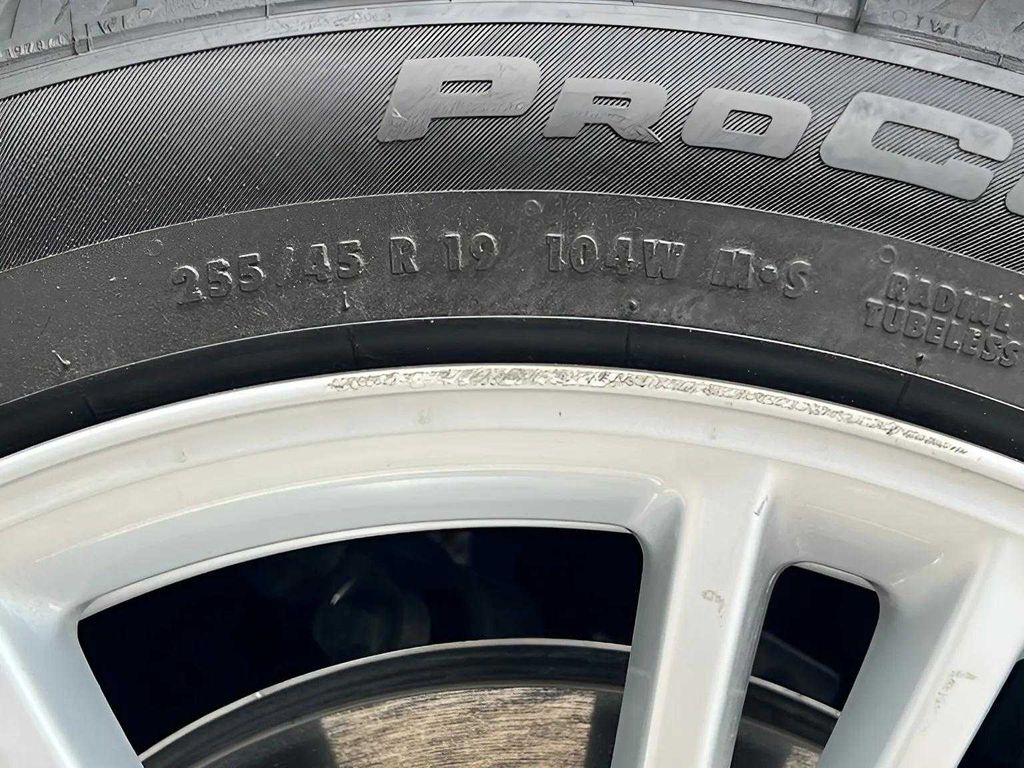 PROC
255/45 R 19 104W M•S
RADIAL
TUBELESS